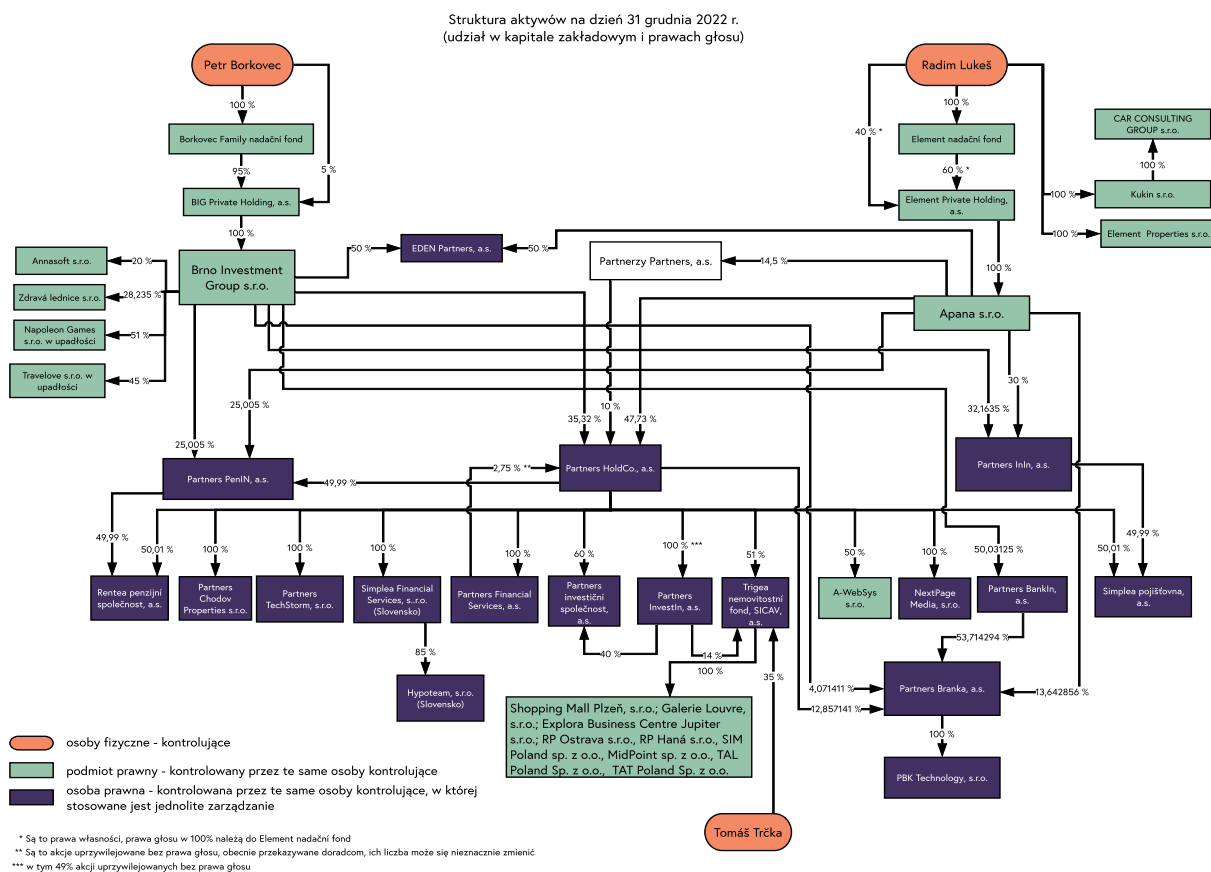 Struktura aktywów na dzień 31 grudnia 2022 r.
(udział w kapitale zakładowym i prawach głosu)
Petr Borkovec
Radim Lukeš
100 %
5 %
Borkovec Family nadační fond
95%
BIG Private Holding, a.s.
100 %
40 % *
100 %
Element nadační fond
60 % *
Element Private Holding,
a.s.
100 %
CAR CONSULTING
GROUP s.r.o.
100 %
100 %
Kukin s.r.o.
100 %
Element Properties s.r.o.
Annasoft s.r.o.
20 %
Zdravá lednice s.r.o.
28,235 %
Napoleon Games
s.r.o. w upadłości
51 %
Travelove s.r.o. w
upadłości
45 %
Brno Investment
Group s.r.o.
50 %
EDEN Partners, a.s.
50 %
Partnerzy Partners, a.s.
14,5 %
Apana s.r.o.
25,005 %
25,005 %
35,32 %
10 %
47,73 %
32,1635 %
30 %
Partners PenIN, a.s.
49,99 %
2,75 % **
Partners HoldCo., a.s.
Partners InIn, a.s.
49,99 %
50,01 %
100 %
100 %
100 %
100 %
60 %
100 % ***
51 %
50 %
100 %
50,03125 %
50,01 %
49,99 %
Rentea penzijní
společnost, a.s.
Partners
Chodov
Properties s.r.o.
Partners
TechStorm, s.r.o.
Simplea Financial
Services, s..r.o.
(Slovensko)
Partners Financial
Services, a.s.
Partners
investiční
společnost,
a.s.
Partners
InvestIn, a.s.
Trigea
nemovitostní
fond, SICAV,
a.s.
A-WebSys
s.r.o.
NextPage
Media, s.r.o.
Partners BankIn,
a.s.
Simplea pojišťovna,
a.s.
85 %
Hypoteam, s.r.o.
(Slovensko)
40 %
14 %
100 %
35 %
53,714294 %
4,071411 %
12,857141 %
13,642856 %
Partners Branka, a.s.
100 %
PBK Technology, s.r.o.
Shopping Mall Plzeň, s.r.o.; Galerie Louvre,
s.r.o.; Explora Business Centre Jupiter
s.r.o.; RP Ostrava s.r.o., RP Haná s.r.o., SIM
Poland sp. z o.o., MidPoint sp. z o.o., TAL
Poland Sp. z o.o., TAT Poland Sp. z o.o.
Tomáš Trčka
osoby fizyczne - kontrolujące
podmiot prawny - kontrolowany przez te same osoby kontrolujące
osoba prawna - kontrolowana przez te same osoby kontrolujące, w której
stosowane jest jednolite zarządzanie
* Są to prawa własności, prawa głosu w 100% należą do Element nadační fond
** Są to akcje uprzywilejowane bez prawa głosu, obecnie przekazywane doradcom, ich liczba może się nieznacznie zmienić
*** w tym 49% akcji uprzywilejowanych bez prawa głosu